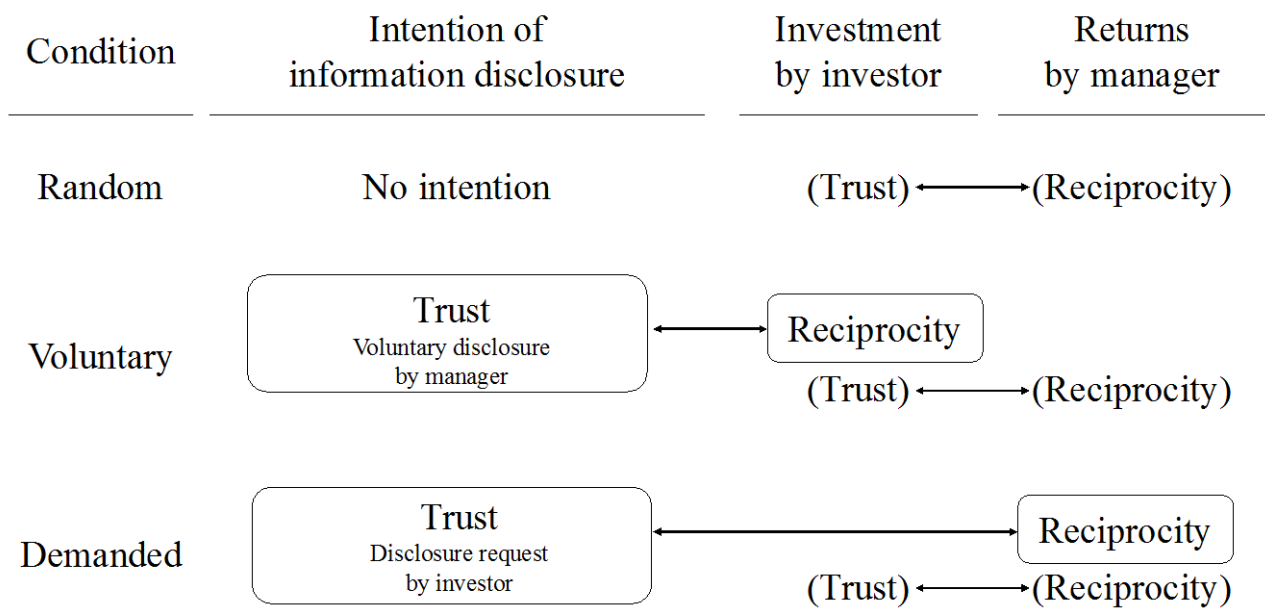 Condition
Intention of
information disclosure
Investment
by investor
Returns
by manager
Random
No intention
(Trust)
(Reciprocity)
Voluntary
Trust
Voluntary disclosure
by manager
Reciprocity
(Trust)
(Reciprocity)
Demanded
Trust
Disclosure request
by investor
Reciprocity
(Trust)
(Reciprocity)